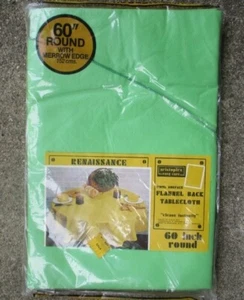 60"
ROUND
WITH
MERROW EDGE
RENAISSANCE
FLANNEL BACK
TABLECLOTH
60 inch
round